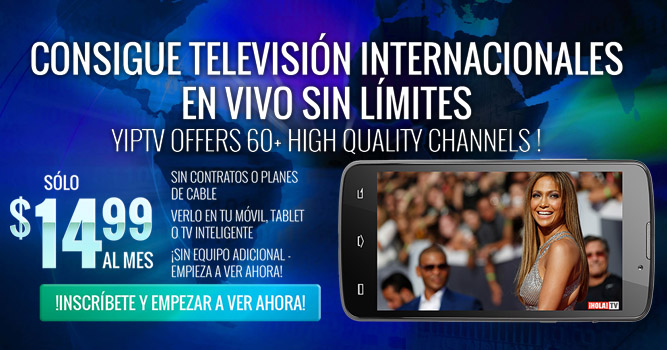 CONSIGUE TELEVISIÓN INTERNACIONALES
EN VIVO SIN LÍMITES
YIPTV OFFERS 60+ HIGH QUALITY CHANNELS !
SÓLO
$14.99
AL MES
SIN CONTRATOS O PLANES
DE CABLE
VERLO EN TU MÓVIL, TABLET
O TV INTELIGENTE
¡SIN EQUIPO ADICIONAL -
EMPIEZA A VER AHORA!
!INSCRÍBETE Y EMPEZAR A VER AHORA!
¡HOLA! TV